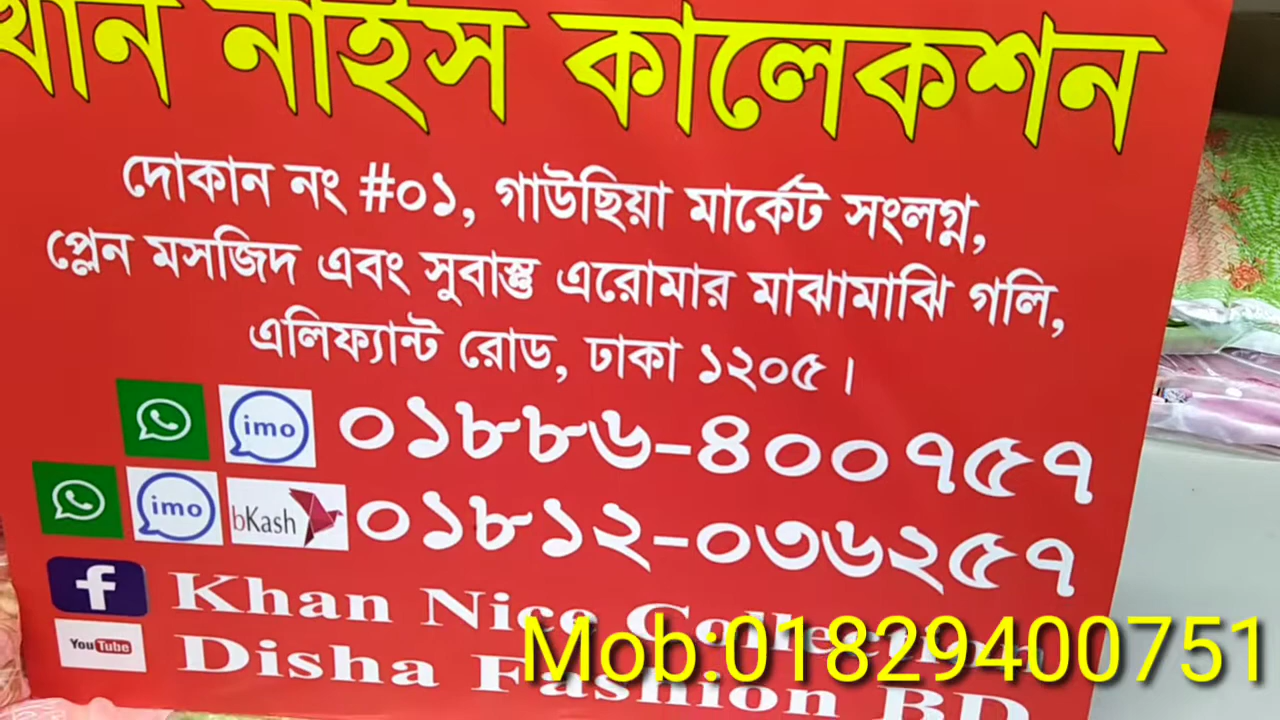 খান নাইস কালেকশন
দোকান নং #০১, গাউছিয়া মার্কেট সংলগ্ন,
প্লেন মসজিদ এবং সুবাস্তু এরোমার মাঝামাঝি গলি,
এলিফ্যান্ট রোড, ঢাকা ১২০৫।
imo ০১৮৮৬-৪০০৭৫৭
imo bKash ০১৮১২-০৩৬২৫৭
f Khan Nice Collection
YouTube Disha Fashion BD
Mob:01829400751